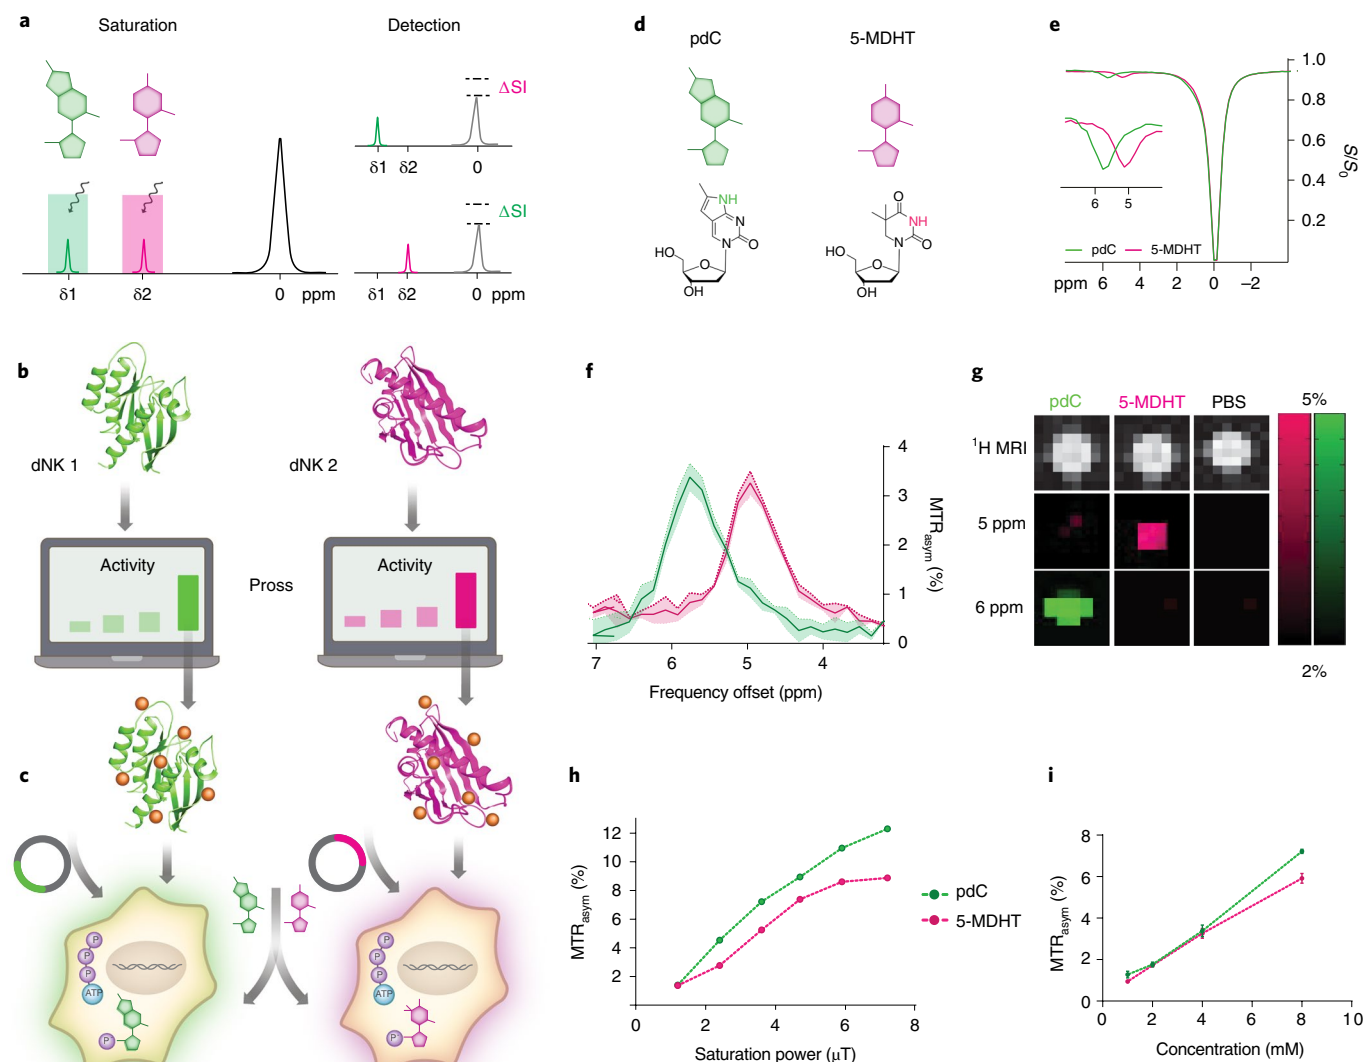 a
Saturation
Detection
ΔSI
δ1 δ2 0
ΔSI
δ1 δ2 0 ppm
δ1 δ2 0 ppm
d
pdC 5-MDHT
NH
N
N
O
HO
O
OH
O
NH
N
O
HO
O
OH
e
1.0
0.8
0.6
0.4
0.2
S/S0
6 5
pdC 5-MDHT
ppm 6 4 2 0 –2
b
dNK 1
dNK 2
Activity
Pross
Activity
f
4
3
2
1
0
MTRasym (%)
7 6 5 4
Frequency offset (ppm)
g
pdC 5-MDHT PBS
5%
1H MRI
5 ppm
6 ppm
2%
c
P
P
P
ATP
P
P
P
P
ATP
P
h
12
10
8
6
4
2
MTRasym (%)
0 2 4 6 8
Saturation power (μT)
pdC
5-MDHT
i
8
6
4
2
0
MTRasym (%)
0 2 4 6 8 10
Concentration (mM)